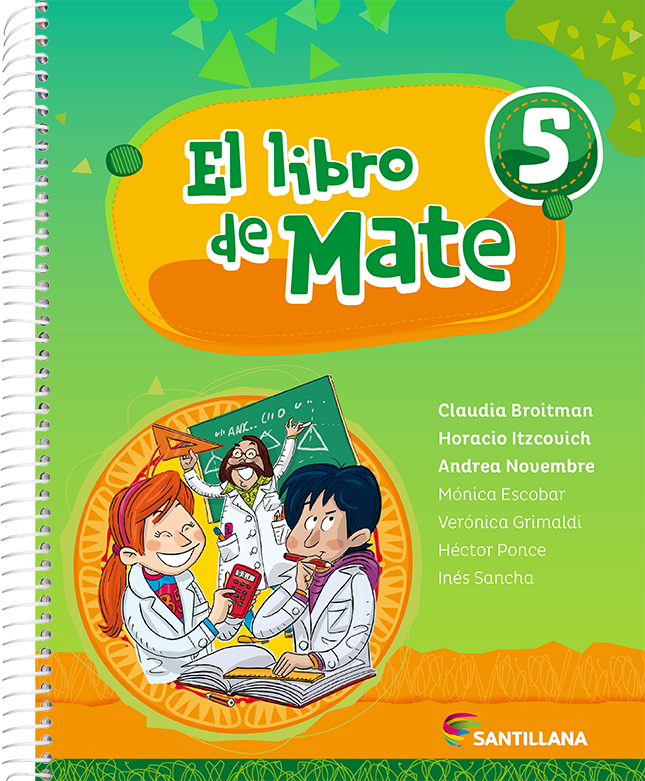 El libro
de Mate
5
Claudia Broitman
Horacio Itzcovich
Andrea Novembre
Mónica Escobar
Verónica Grimaldi
Héctor Ponce
Inés Sancha
SANTILLANA